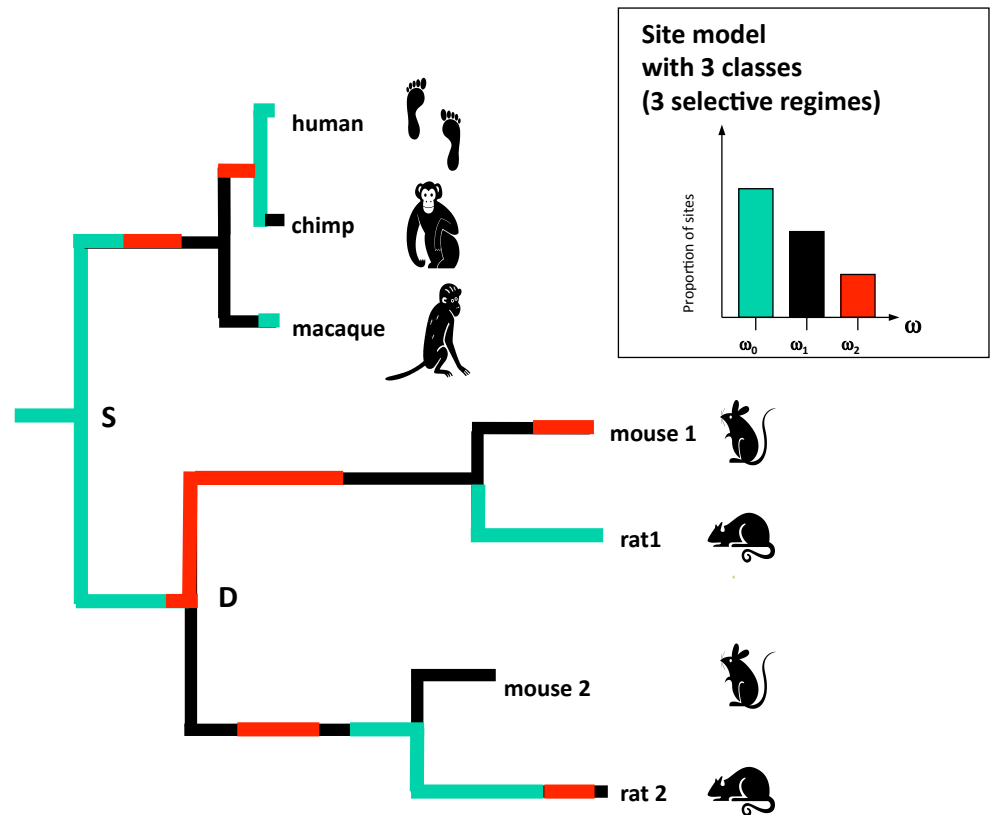 Site model
with 3 classes
(3 selective regimes)
Proportion of sites
ω
ω0
ω1
ω2
human
chimp
macaque
S
mouse 1
rat1
D
mouse 2
rat 2